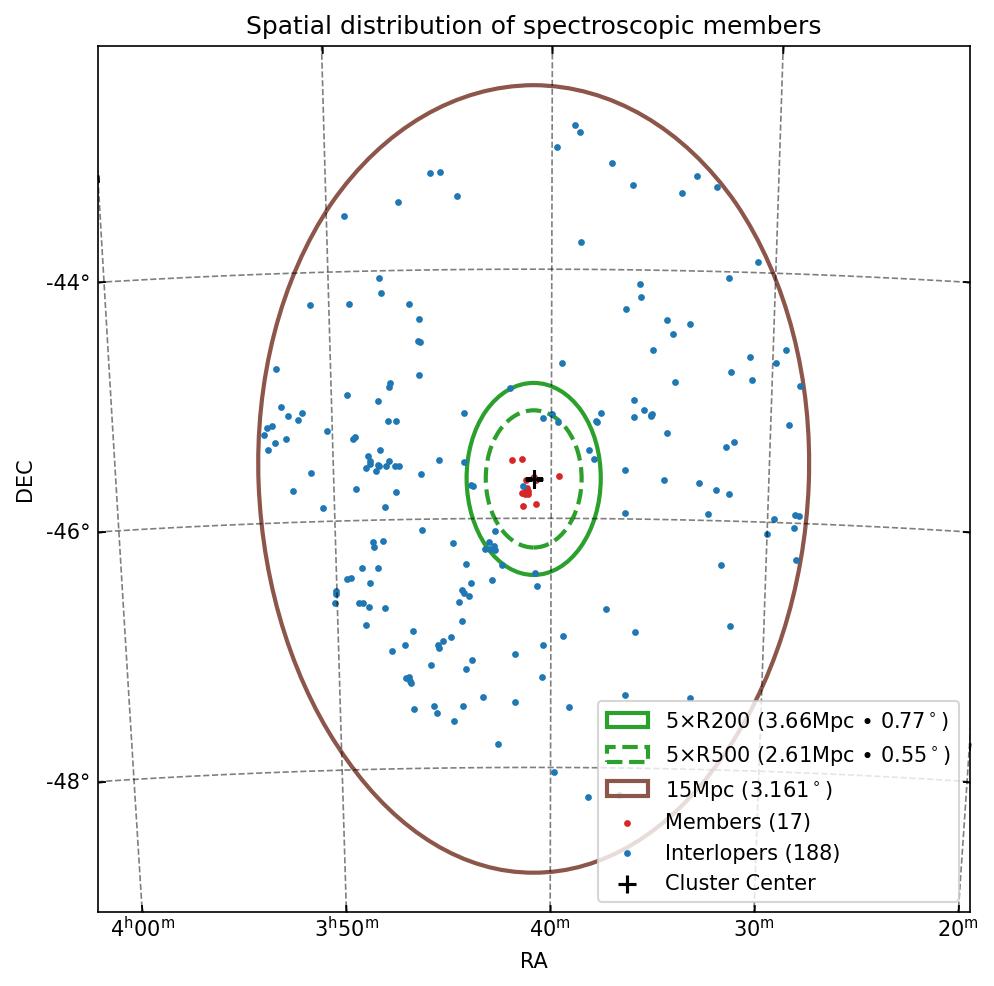 Spatial distribution of spectroscopic members
DEC
-44°
-46°
-48°
5×R200 (3.66Mpc • 0.77°)
5×R500 (2.61Mpc • 0.55°)
15Mpc (3.161°)
Members (17)
Interlopers (188)
Cluster Center
4ʰ00ᵐ 3ʰ50ᵐ 40ᵐ 30ᵐ 20ᵐ
RA